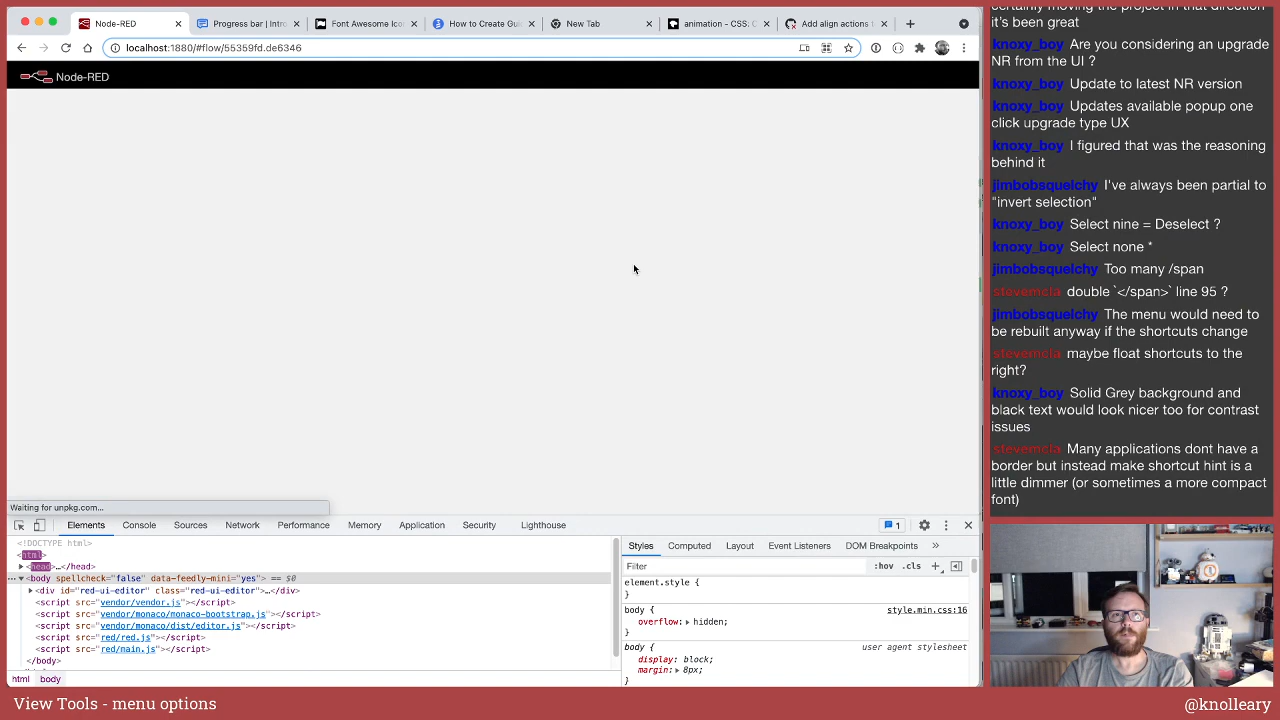 Node-RED
Progress bar | Intro
Font Awesome Ico
How to Create Gu
New Tab
animation - CSS: C
Add align actions t
localhost:1880/#flow/55359fd.de6346
Node-RED
Waiting for unpkg.com...
Elements
Console
Sources
Network
Performance
Memory
Application
Security
Lighthouse
1
<!DOCTYPE html>
<html>
<head>…</head>
<body spellcheck="false" data-feedly-mini="yes"> == $0
<div id="red-ui-editor" class="red-ui-editor">…</div>
<script src="vendor/vendor.js"></script>
<script src="vendor/monaco/monaco-bootstrap.js"></script>
<script src="vendor/monaco/dist/editor.js"></script>
<script src="red/red.js"></script>
<script src="red/main.js"></script>
</body>
html body
Styles
Computed
Layout
Event Listeners
DOM Breakpoints
Filter
:hov .cls
element.style {
}
body {
style.min.css:16
overflow: hidden;
}
body {
user agent stylesheet
display: block;
margin: 8px;
}
certainly moving the project in that direction
it's been great
knoxy_boy Are you considering an upgrade
NR from the UI ?
knoxy_boy Update to latest NR version
knoxy_boy Updates available popup one
click upgrade type UX
knoxy_boy I figured that was the reasoning
behind it
jimbobsquelchy I've always been partial to
"invert selection"
knoxy_boy Select nine = Deselect ?
knoxy_boy Select none *
jimbobsquelchy Too many /span
stevemcla double `</span>` line 95 ?
jimbobsquelchy The menu would need to
be rebuilt anyway if the shortcuts change
stevemcla maybe float shortcuts to the
right?
knoxy_boy Solid Grey background and
black text would look nicer too for contrast
issues
stevemcla Many applications dont have a
border but instead make shortcut hint is a
little dimmer (or sometimes a more compact
font)
View Tools - menu options
@knolleary